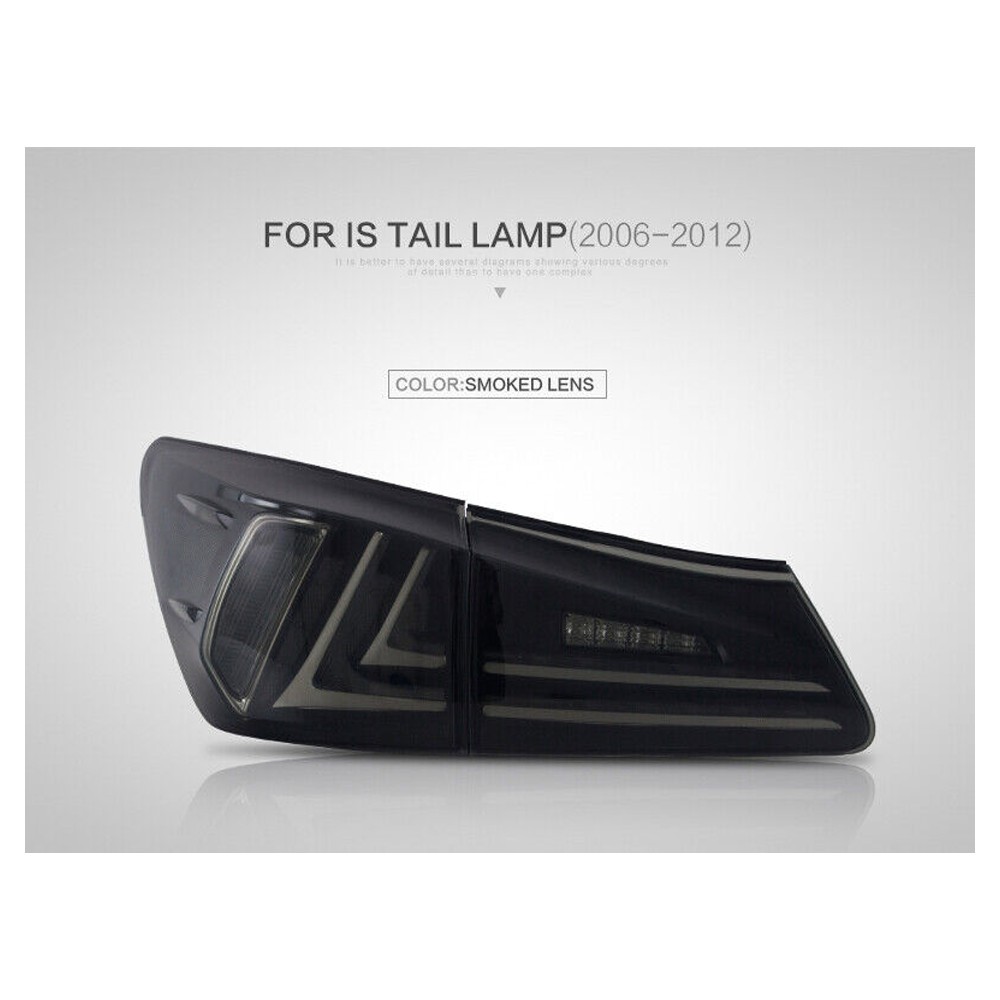 FOR IS TAIL LAMP(2006-2012)
It is better to have several diagrams showing various degrees
of detail than to have one complex
COLOR:SMOKED LENS